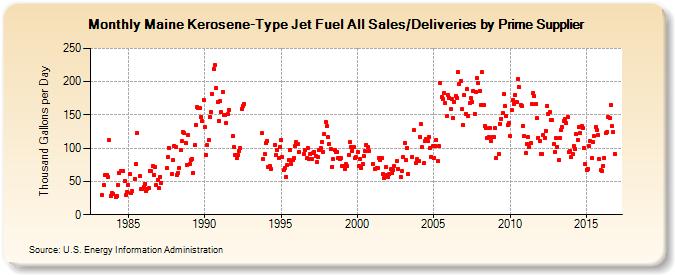 Monthly Maine Kerosene-Type Jet Fuel All Sales/Deliveries by Prime Supplier
Thousand Gallons per Day
250
200
150
100
50
0
1985 1990 1995 2000 2005 2010 2015
Source: U.S. Energy Information Administration